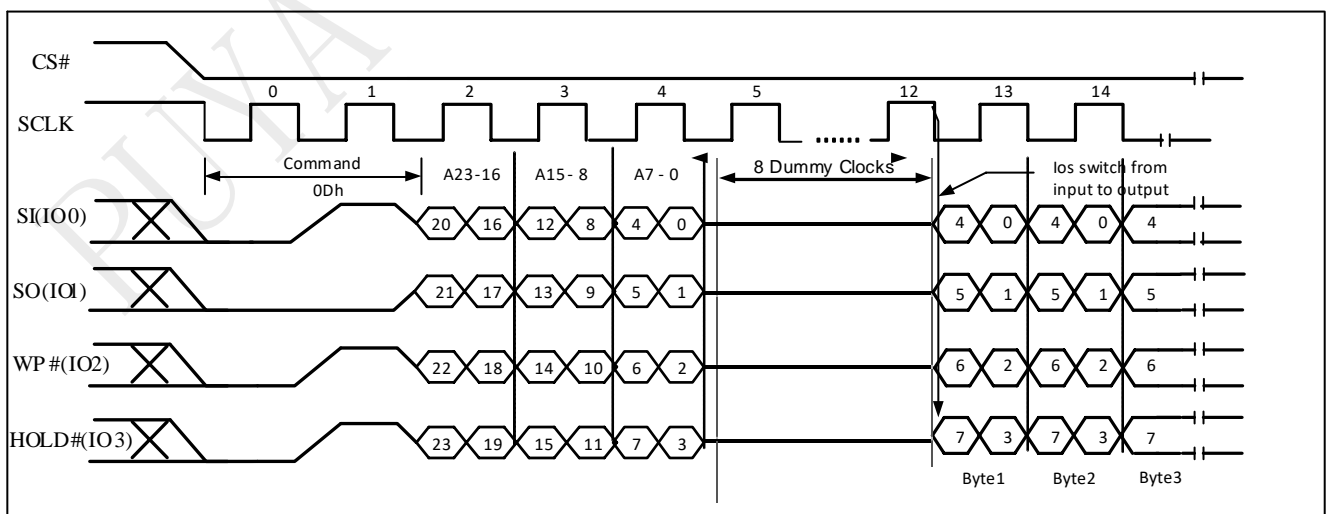 PUYA
CS#
0 1 2 3 4 5 12 13 14
SCLK
Command
0Dh
A23-16 A15-8 A7-0
8 Dummy Clocks
Ios switch from
input to output
SI(IO0) 20 16 12 8 4 0 4 0 4 0 4
SO(IO1) 21 17 13 9 5 1 5 1 5 1 5
WP#(IO2) 22 18 14 10 6 2 6 2 6 2 6
HOLD#(IO3) 23 19 15 11 7 3 7 3 7 3 7
Byte1 Byte2 Byte3